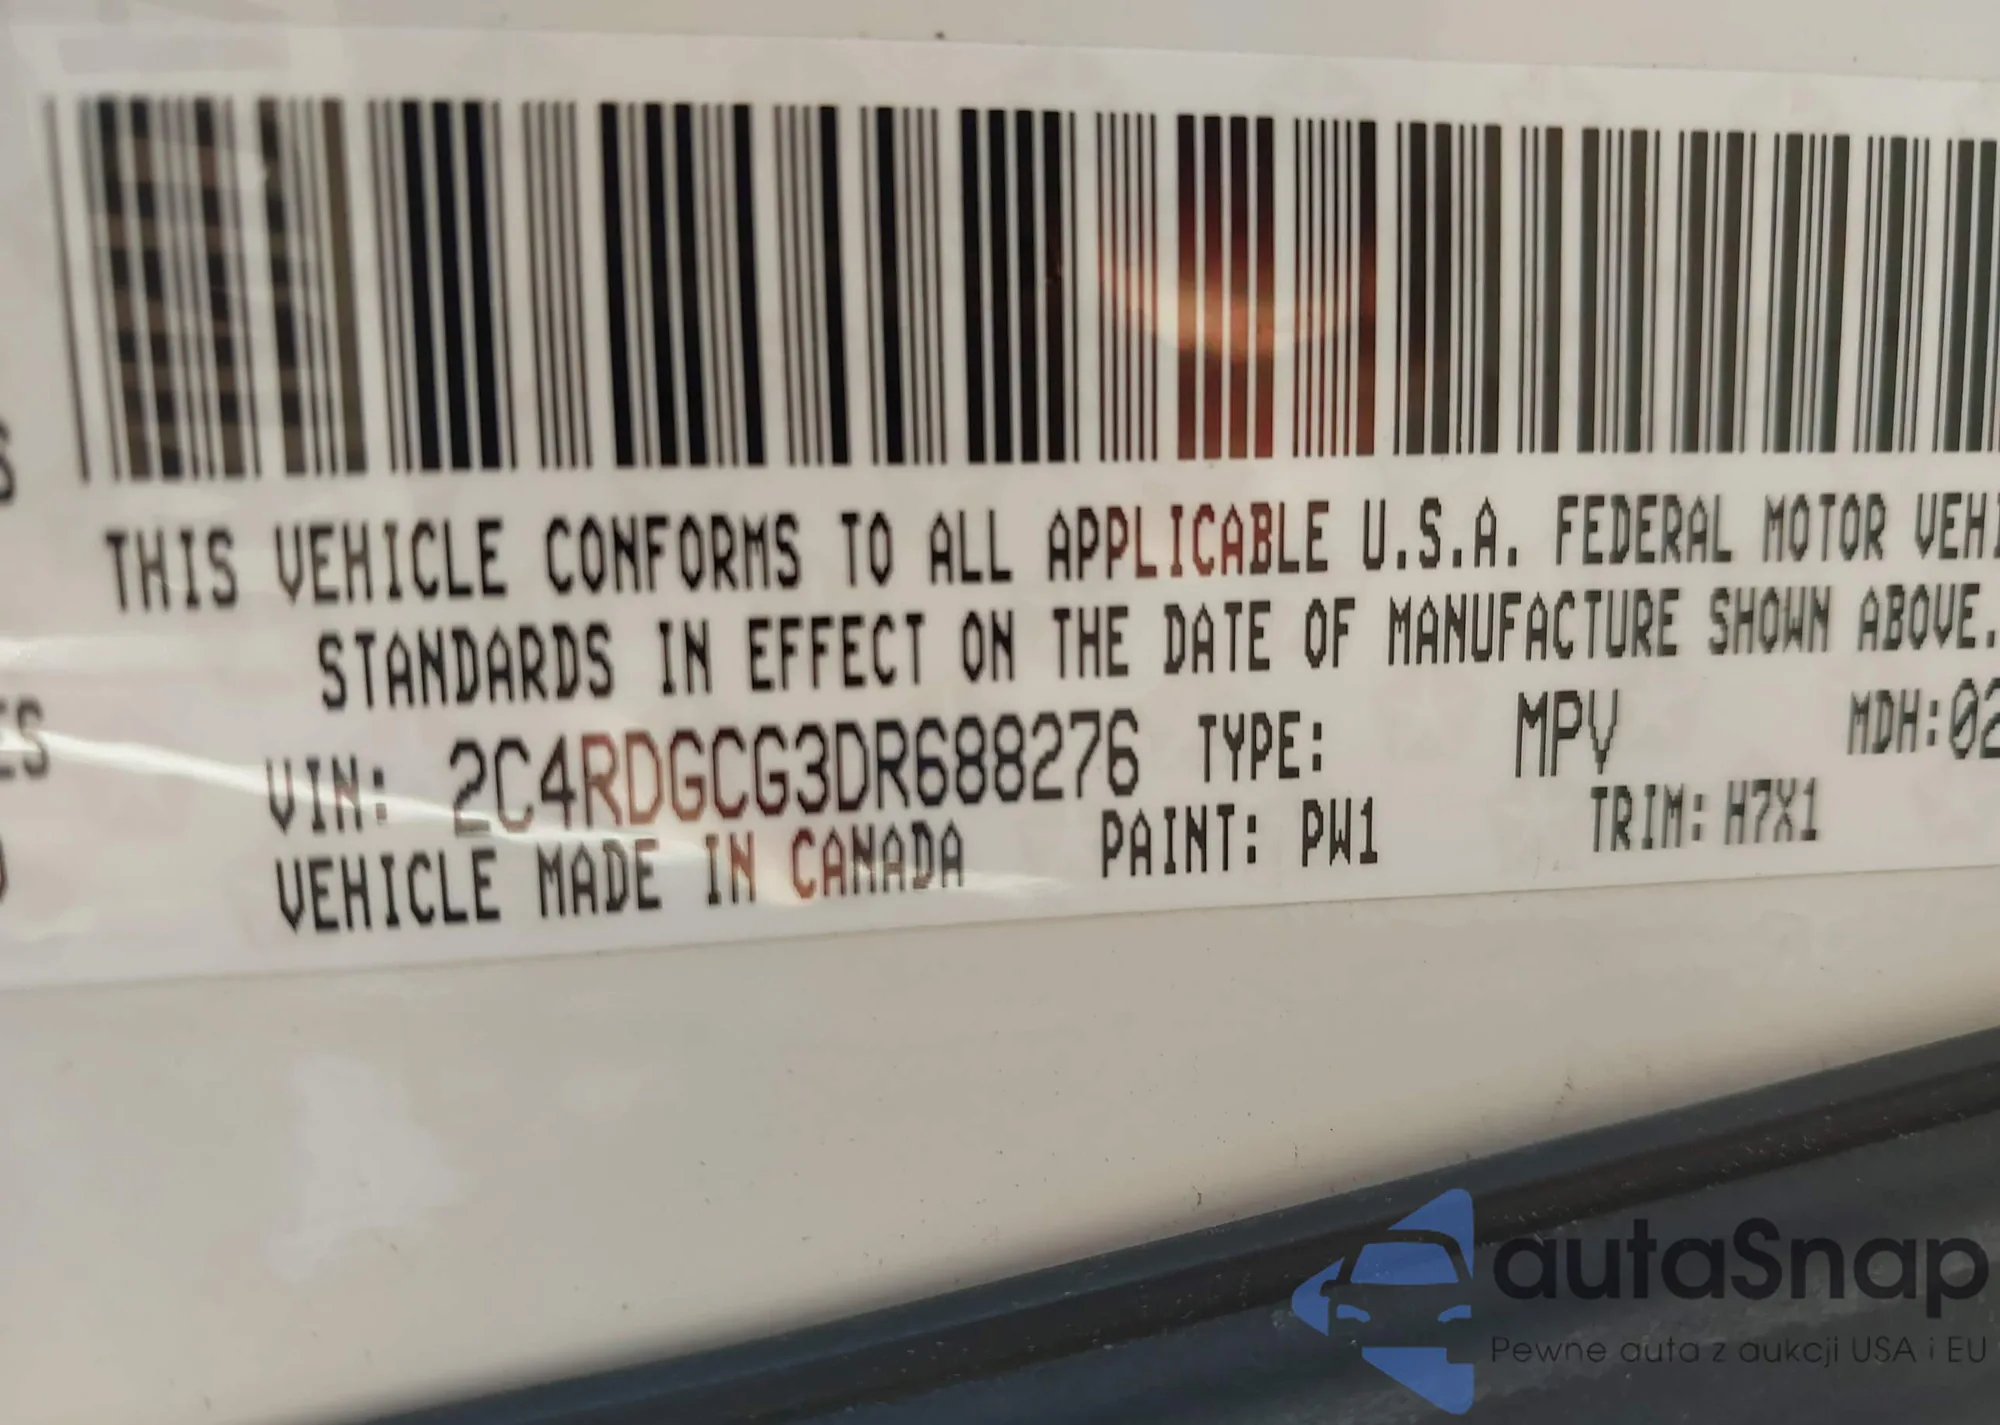 THIS VEHICLE CONFORMS TO ALL APPLICABLE U.S.A. FEDERAL MOTOR VEHI
STANDARDS IN EFFECT ON THE DATE OF MANUFACTURE SHOWN ABOVE.
VIN: 2C4RDGCG3DR688276 TYPE: MPV MDH:02
VEHICLE MADE IN CANADA PAINT: PW1 TRIM: H7X1
autaSnap
Pewne auta z aukcji USA i EU